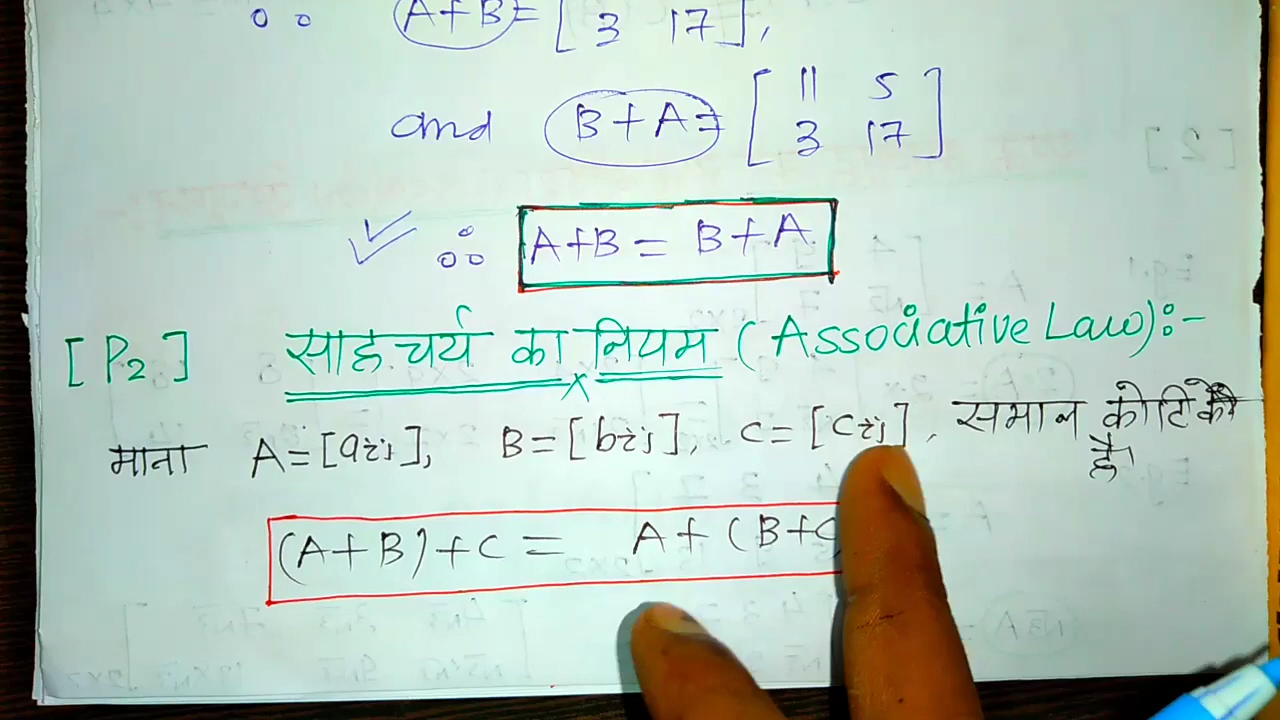 ∴ A+B = [ 3 17 ],
and B+A = [ 11 5
3 17 ]
∴ A+B = B+A
[P2] साहचर्य का नियम (Associative Law):-
माना A=[aij], B=[bij], C=[cij], समान कोटि के है।
(A+B)+C = A+(B+C